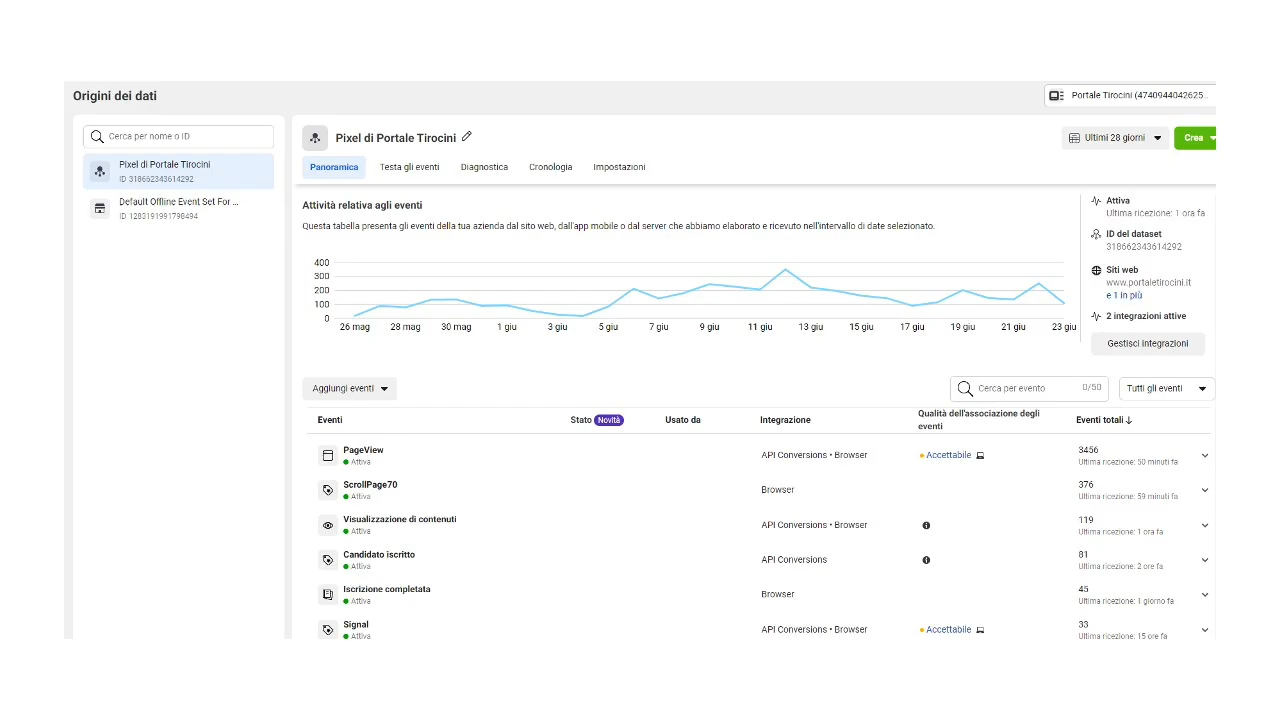 Origini dei dati
Portale Tirocini (4740944042625...
Cerca per nome o ID
Pixel di Portale Tirocini
ID 318662343614292
Default Offline Event Set For ...
ID 1283191991798494
Pixel di Portale Tirocini
Ultimi 28 giorni
Crea
Panoramica Testa gli eventi Diagnostica Cronologia Impostazioni
Attività relativa agli eventi
Questa tabella presenta gli eventi della tua azienda dal sito web, dall'app mobile o dal server che abbiamo elaborato e ricevuto nell'intervallo di date selezionato.
400
300
200
100
0
26 mag 28 mag 30 mag 1 giu 3 giu 5 giu 7 giu 9 giu 11 giu 13 giu 15 giu 17 giu 19 giu 21 giu 23 giu
Attiva
Ultima ricezione: 1 ora fa
ID del dataset
318662343614292
Siti web
www.portaletirocini.it
e 1 in più
2 integrazioni attive
Gestisci integrazioni
Aggiungi eventi
Cerca per evento 0/50
Tutti gli eventi
Eventi Stato Novità Usato da Integrazione Qualità dell'associazione degli eventi Eventi totali
PageView API Conversions • Browser Accettabile 3456
Attiva Ultima ricezione: 50 minuti fa
ScrollPage70 Browser 376
Attiva Ultima ricezione: 59 minuti fa
Visualizzazione di contenuti API Conversions • Browser 119
Attiva Ultima ricezione: 1 ora fa
Candidato iscritto API Conversions 81
Attiva Ultima ricezione: 2 ore fa
Iscrizione completata Browser 45
Attiva Ultima ricezione: 1 giorno fa
Signal API Conversions • Browser Accettabile 33
Attiva Ultima ricezione: 15 ore fa